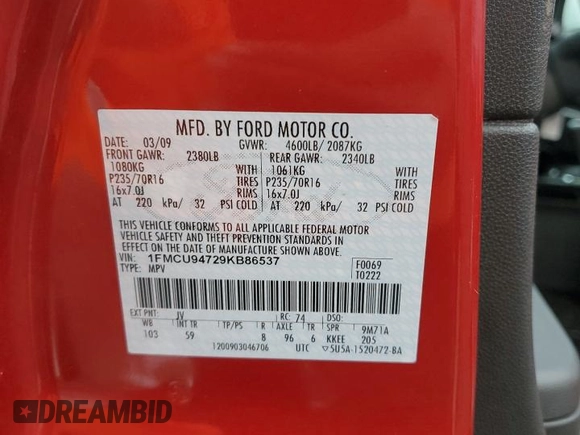 MFD. BY FORD MOTOR CO.
DATE: 03/09 GVWR: 4600LB/ 2087KG
FRONT GAWR: 2380LB REAR GAWR: 2340LB
1080KG WITH 1061KG WITH
P235/70R16 TIRES P235/70R16 TIRES
16x7.0J RIMS 16x7.0J RIMS
AT 220 kPa/ 32 PSI COLD AT 220 kPa/ 32 PSI COLD
THIS VEHICLE CONFORMS TO ALL APPLICABLE FEDERAL MOTOR
VEHICLE SAFETY AND THEFT PREVENTION STANDARDS IN
EFFECT ON THE DATE OF MANUFACTURE SHOWN ABOVE.
VIN: 1FMCU94729KB86537 F0069
TYPE: MPV T0222
EXT PNT: JV RC: 74 DSO:
WB INT TR TP/PS R AXLE TR SPR 9M71A
103 59 8 96 6 KKEE 205
1200903046706 UTC ▽5U5A-1520472-BA
DREAMBID